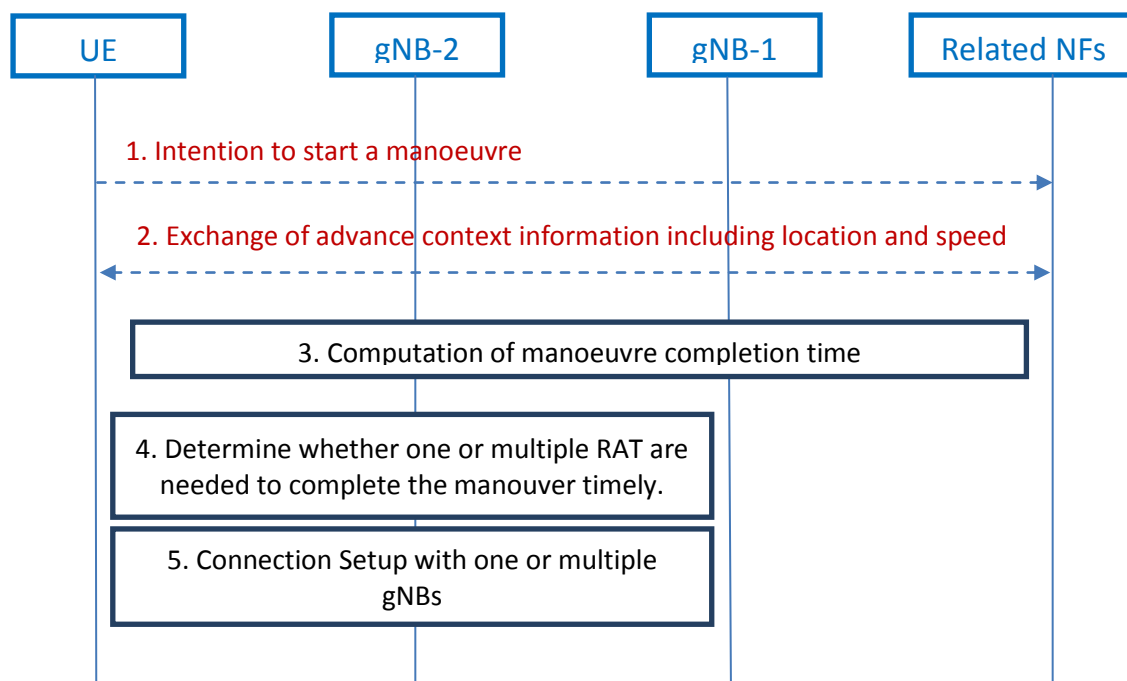 UE
gNB-2
gNB-1
Related NFs
1. Intention to start a manoeuvre
2. Exchange of advance context information including location and speed
3. Computation of manoeuvre completion time
4. Determine whether one or multiple RAT are
needed to complete the manouver timely.
5. Connection Setup with one or multiple
gNBs